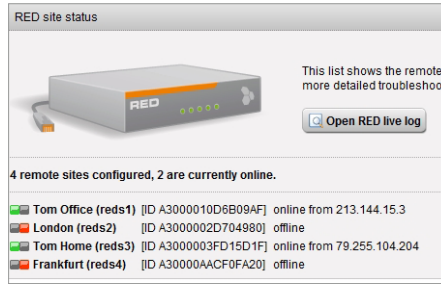 RED site status
This list shows the remote
more detailed troubleshoo
RED
Open RED live log
4 remote sites configured, 2 are currently online.
Tom Office (reds1) [ID A3000010D6B09AF] online from 213.144.15.3
London (reds2) [ID A3000002D704980] offline
Tom Home (reds3) [ID A3000003FD15D1F] online from 79.255.104.204
Frankfurt (reds4) [ID A30000AACF0FA20] offline